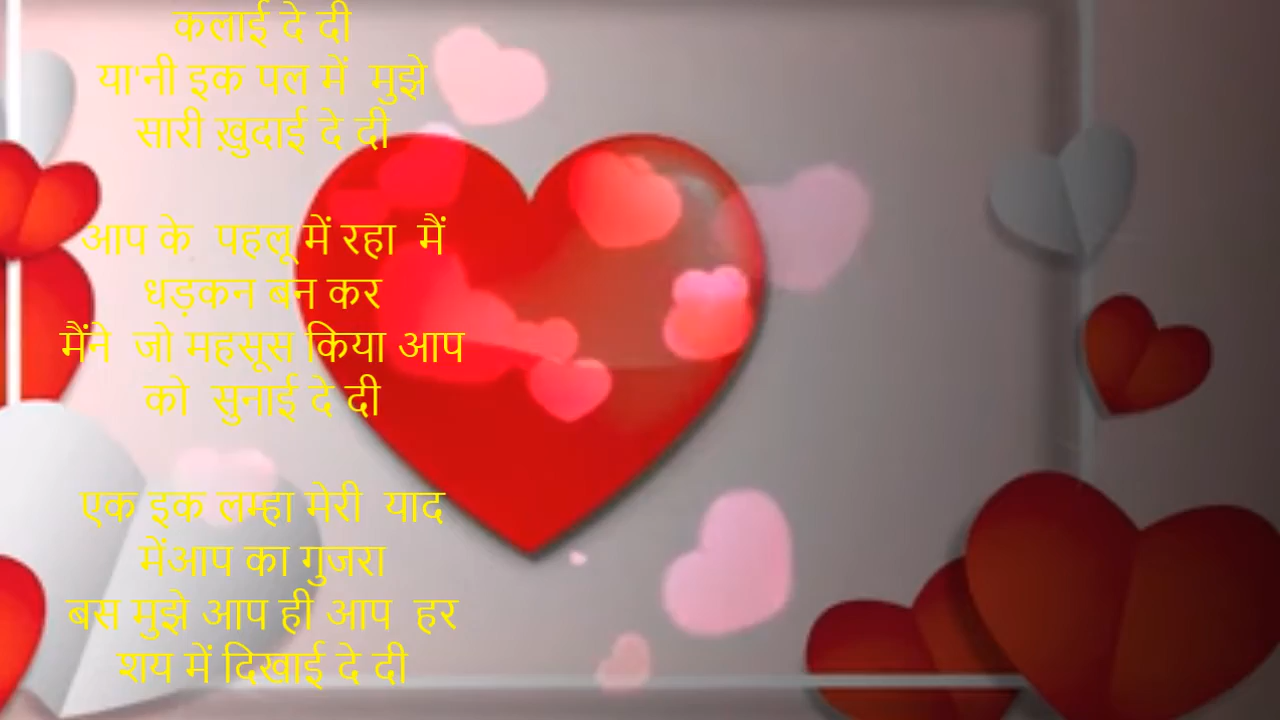 कलाई दे दी
या'नी इक पल में  मुझे
सारी ख़ुदाई दे दी
आप के  पहलू में रहा  मैं
धड़कन बन कर
मैंने  जो महसूस किया आप
को  सुनाई दे दी
एक इक लम्हा मेरी  याद
मेंआप का गुजरा
बस मुझे आप ही आप  हर
शय में दिखाई दे दी